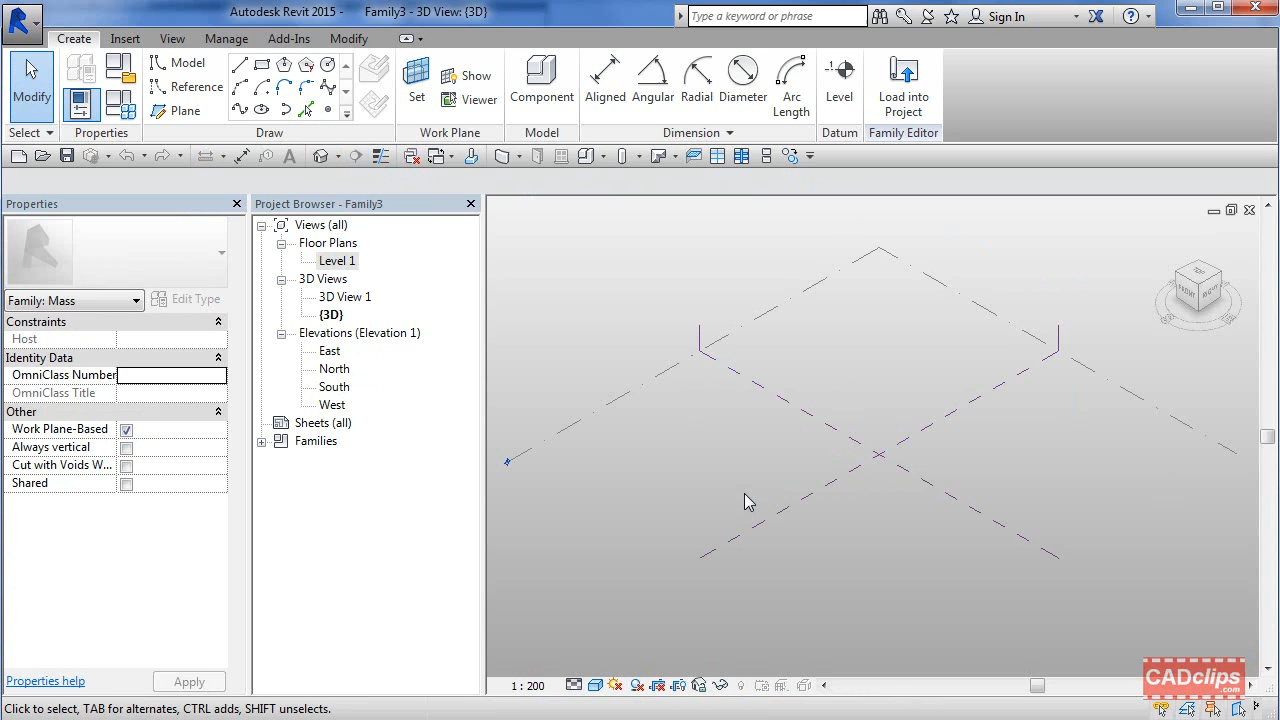 Autodesk Revit 2015 - Family3 - 3D View: {3D}
Type a keyword or phrase
Sign In
Create Insert View Manage Add-Ins Modify
Modify
Select
Properties
Model
Reference
Plane
Draw
Set
Show
Viewer
Work Plane
Component
Model
Aligned Angular Radial Diameter Arc Length
Dimension
Level
Datum
Load into Project
Family Editor
Properties
Family: Mass
Edit Type
Constraints
Host
Identity Data
OmniClass Number
OmniClass Title
Other
Work Plane-Based
Always vertical
Cut with Voids W...
Shared
Properties help
Apply
Project Browser - Family3
Views (all)
Floor Plans
Level 1
3D Views
3D View 1
{3D}
Elevations (Elevation 1)
East
North
South
West
Sheets (all)
Families
TOP
FRONT
RIGHT
1 : 200
CADclips.com
Click to select, TAB for alternates, CTRL adds, SHIFT unselects.